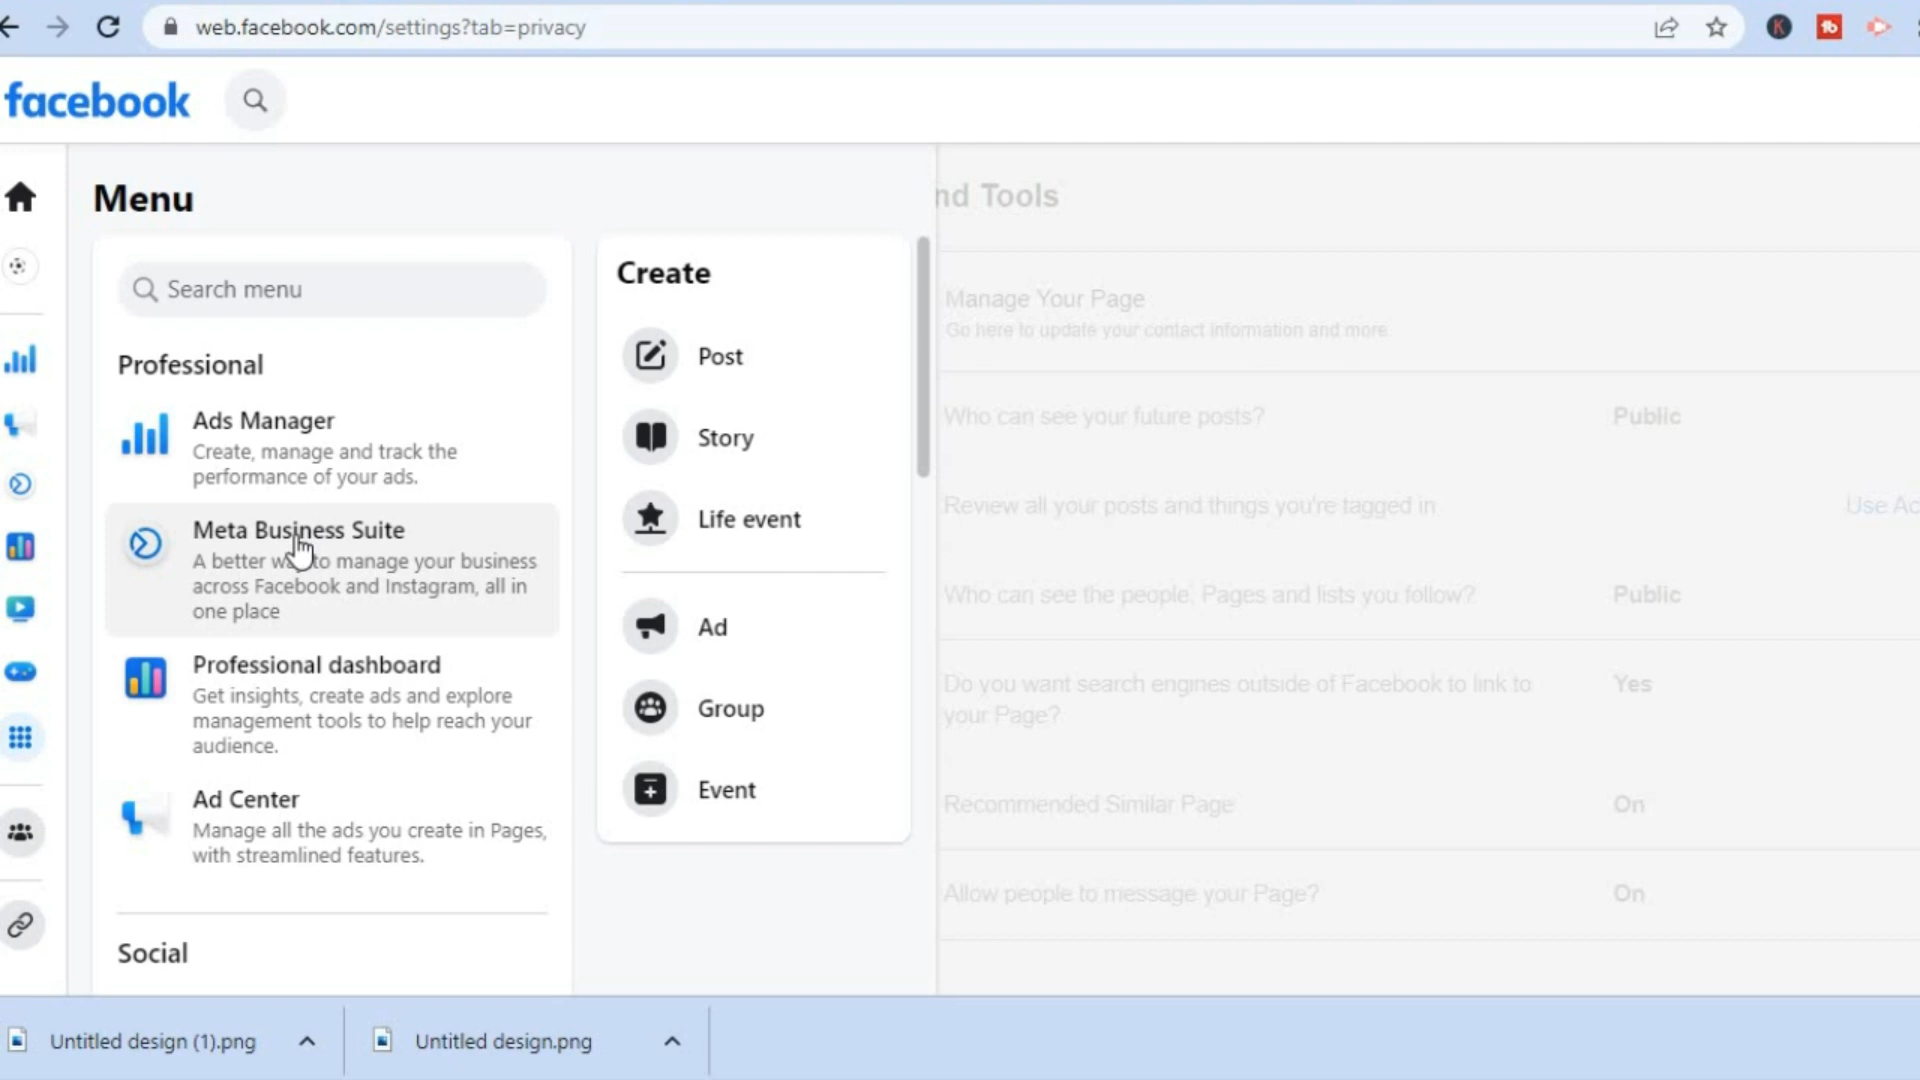 web.facebook.com/settings?tab=privacy
facebook
Menu
Search menu
Professional
Ads Manager
Create, manage and track the
performance of your ads.
Meta Business Suite
A better way to manage your business
across Facebook and Instagram, all in
one place
Professional dashboard
Get insights, create ads and explore
management tools to help reach your
audience.
Ad Center
Manage all the ads you create in Pages,
with streamlined features.
Social
Create
Post
Story
Life event
Ad
Group
Event
nd Tools
Manage Your Page
Go here to update your contact information and more.
Who can see your future posts?
Public
Review all your posts and things you're tagged in
Use Ac
Who can see the people, Pages and lists you follow?
Public
Do you want search engines outside of Facebook to link to
your Page?
Yes
Recommended Similar Page
On
Allow people to message your Page?
On
Untitled design (1).png
Untitled design.png